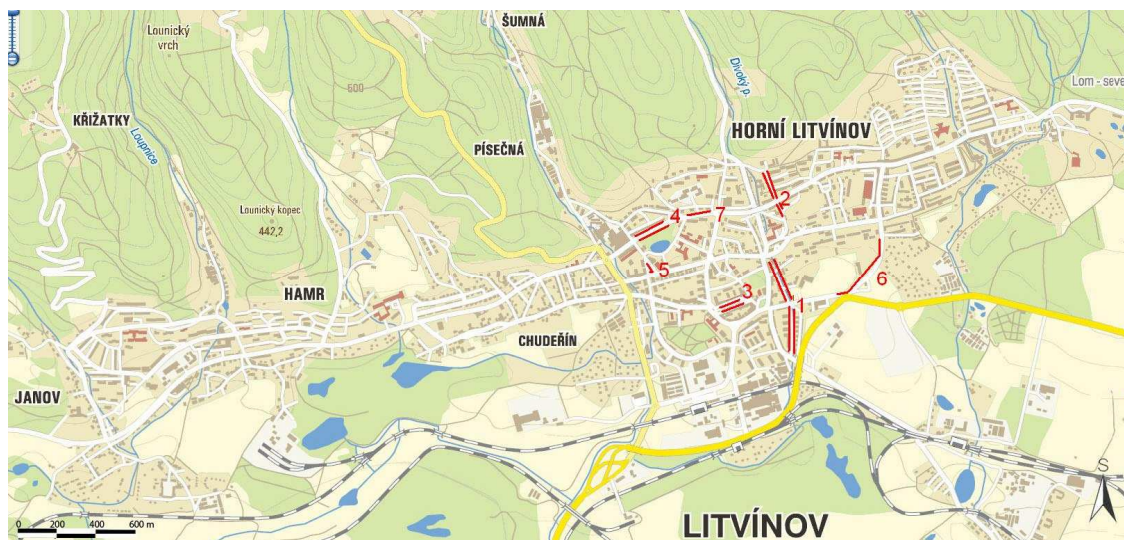 ŠUMNÁ
Lounický
vrch
Divoký p.
Lom - seve
600
KŘIŽATKY
HORNÍ LITVÍNOV
Loupnice
PÍSEČNÁ
2
4
7
Lounický kopec
442,2
5
6
HAMR
3
1
CHUDEŘÍN
JANOV
S
0 200 400 600 m
LITVÍNOV